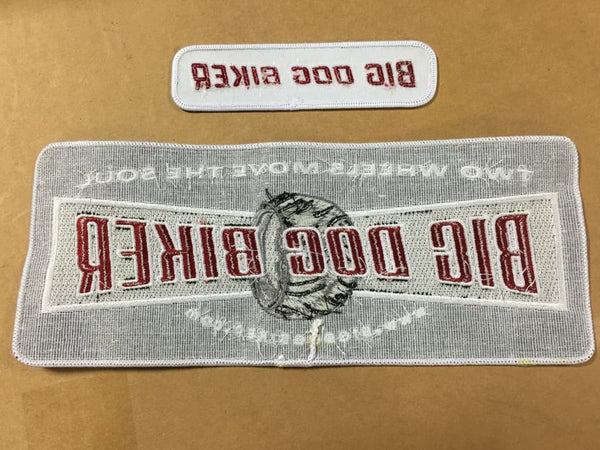 BIG DOG BIKER
TWO WHEELS MOVE THE SOUL
BIG DOG BIKER